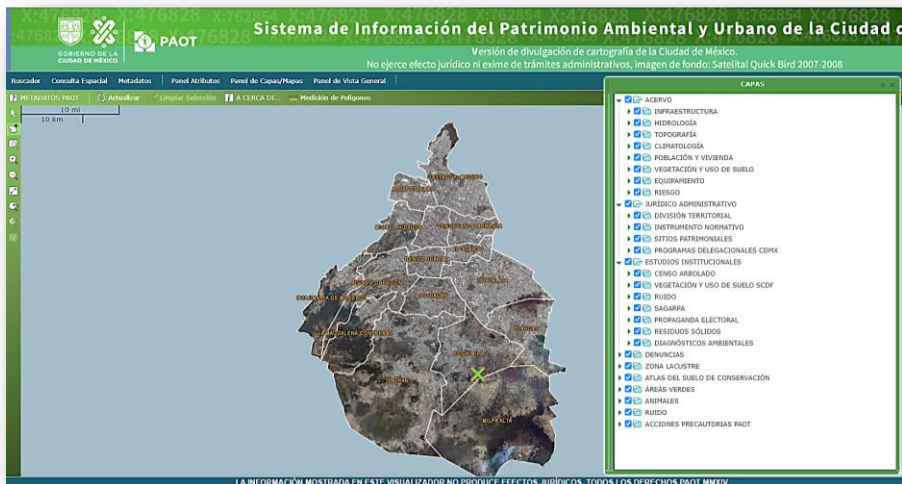 Sistema de Información del Patrimonio Ambiental y Urbano de la Ciudad d
GOBIERNO DE LA
CIUDAD DE MÉXICO
PAOT
Versión de divulgación de cartografía de la Ciudad de México.
No ejerce efecto jurídico ni exime de trámites administrativos, imagen de fondo: Satelital Quick Bird 2007-2008
Buscador Consulta Espacial Metadatos Panel Atributos Panel de Capas/Mapas Panel de Vista General
METADATOS PAOT Actualizar Limpiar Selección A CERCA DE... Medición de Polígonos
10 mi
10 km
BENITO JUAREZ
TLALPAN
MILPA ALTA
CAPAS
ACERVO
INFRAESTRUCTURA
HIDROLOGÍA
TOPOGRAFÍA
CLIMATOLOGÍA
POBLACIÓN Y VIVIENDA
VEGETACIÓN Y USO DE SUELO
EQUIPAMIENTO
RIESGO
JURÍDICO ADMINISTRATIVO
DIVISIÓN TERRITORIAL
INSTRUMENTO NORMATIVO
SITIOS PATRIMONIALES
PROGRAMAS DELEGACIONALES CDMX
ESTUDIOS INSTITUCIONALES
CENSO ARBOLADO
VEGETACIÓN Y USO DE SUELO SCDF
RUIDO
SAGARPA
PROPAGANDA ELECTORAL
RESIDUOS SÓLIDOS
DIAGNÓSTICOS AMBIENTALES
DENUNCIAS
ZONA LACUSTRE
ATLAS DEL SUELO DE CONSERVACIÓN
ÁREAS VERDES
ANIMALES
RUIDO
ACCIONES PRECAUTORIAS PAOT
LA INFORMACIÓN MOSTRADA EN ESTE VISUALIZADOR NO PRODUCE EFECTOS JURÍDICOS. TODOS LOS DERECHOS PAOT MMXIV